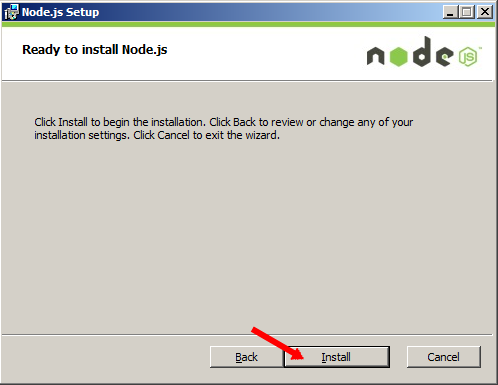 Node.js Setup
Ready to install Node.js
node JS
Click Install to begin the installation. Click Back to review or change any of your
installation settings. Click Cancel to exit the wizard.
Back Install Cancel